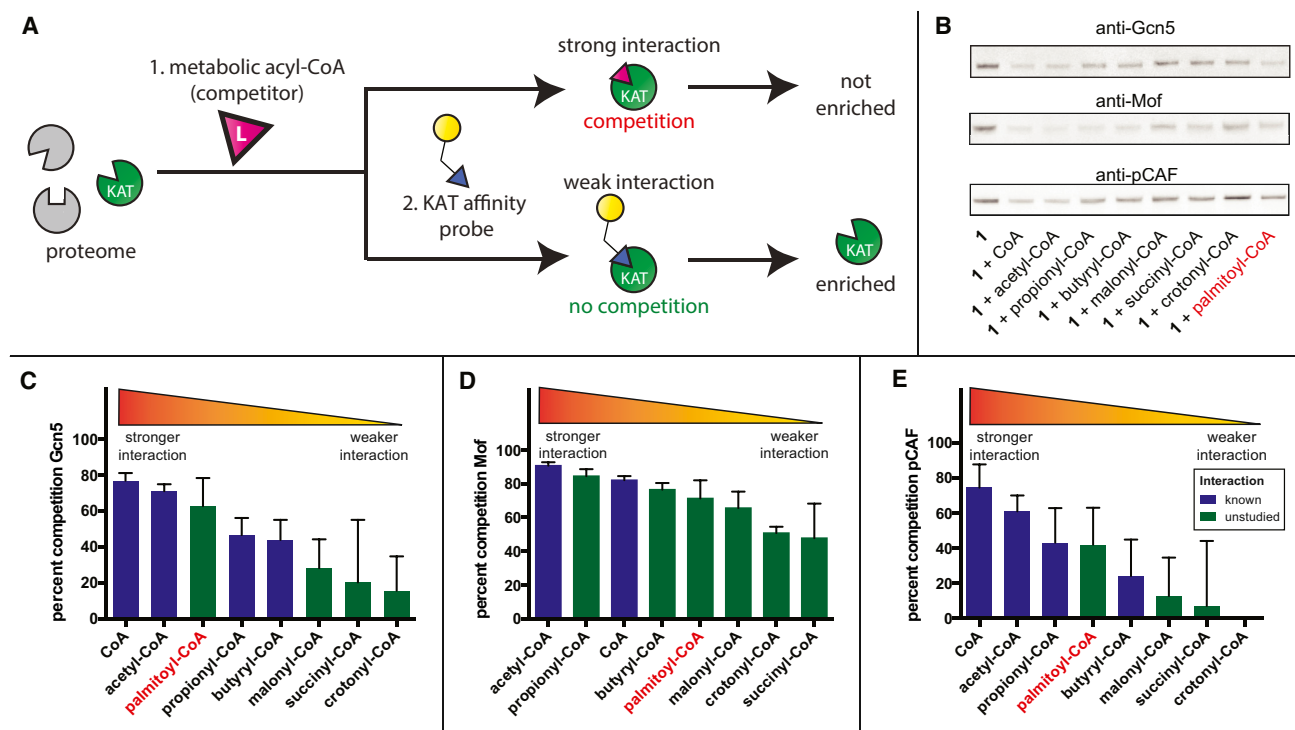 A
1. metabolic acyl-CoA
(competitor)
L
KAT
proteome
2. KAT affinity
probe
strong interaction
KAT
competition
not
enriched
weak interaction
KAT
no competition
KAT
enriched
B
anti-Gcn5
anti-Mof
anti-pCAF
1
1 + CoA
1 + acetyl-CoA
1 + propionyl-CoA
1 + butyryl-CoA
1 + malonyl-CoA
1 + succinyl-CoA
1 + crotonyl-CoA
1 + palmitoyl-CoA
C
percent competition Gcn5
100
80
60
40
20
0
stronger
interaction
weaker
interaction
CoA
acetyl-CoA
palmitoyl-CoA
propionyl-CoA
butyryl-CoA
malonyl-CoA
succinyl-CoA
crotonyl-CoA
D
percent competition Mof
100
80
60
40
20
0
stronger
interaction
weaker
interaction
acetyl-CoA
propionyl-CoA
CoA
butyryl-CoA
palmitoyl-CoA
malonyl-CoA
crotonyl-CoA
succinyl-CoA
E
percent competition pCAF
100
80
60
40
20
0
stronger
interaction
weaker
interaction
Interaction
known
unstudied
CoA
acetyl-CoA
propionyl-CoA
palmitoyl-CoA
butyryl-CoA
malonyl-CoA
succinyl-CoA
crotonyl-CoA